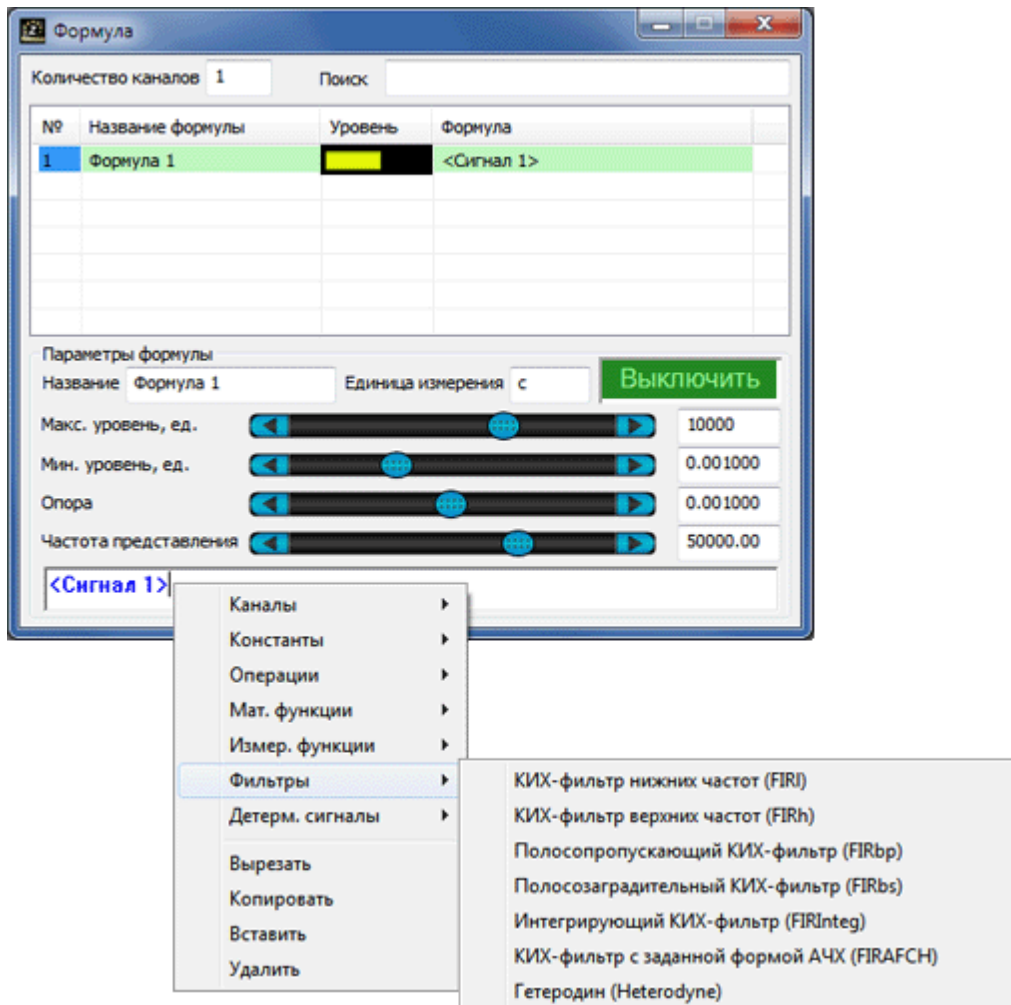 Формула
Количество каналов 1 Поиск
№ Название формулы Уровень Формула
1 Формула 1 <Сигнал 1>
Параметры формулы
Название Формула 1 Единица измерения с Выключить
Макс. уровень, ед. 10000
Мин. уровень, ед. 0.001000
Опора 0.001000
Частота представления 50000.00
<Сигнал 1>
Каналы
Константы
Операции
Мат. функции
Измер. функции
Фильтры
Детерм. сигналы
Вырезать
Копировать
Вставить
Удалить
КИХ-фильтр нижних частот (FIRl)
КИХ-фильтр верхних частот (FIRh)
Полосопропускающий КИХ-фильтр (FIRbp)
Полосозаградительный КИХ-фильтр (FIRbs)
Интегрирующий КИХ-фильтр (FIRInteg)
КИХ-фильтр с заданной формой АЧХ (FIRAFCH)
Гетеродин (Heterodyne)